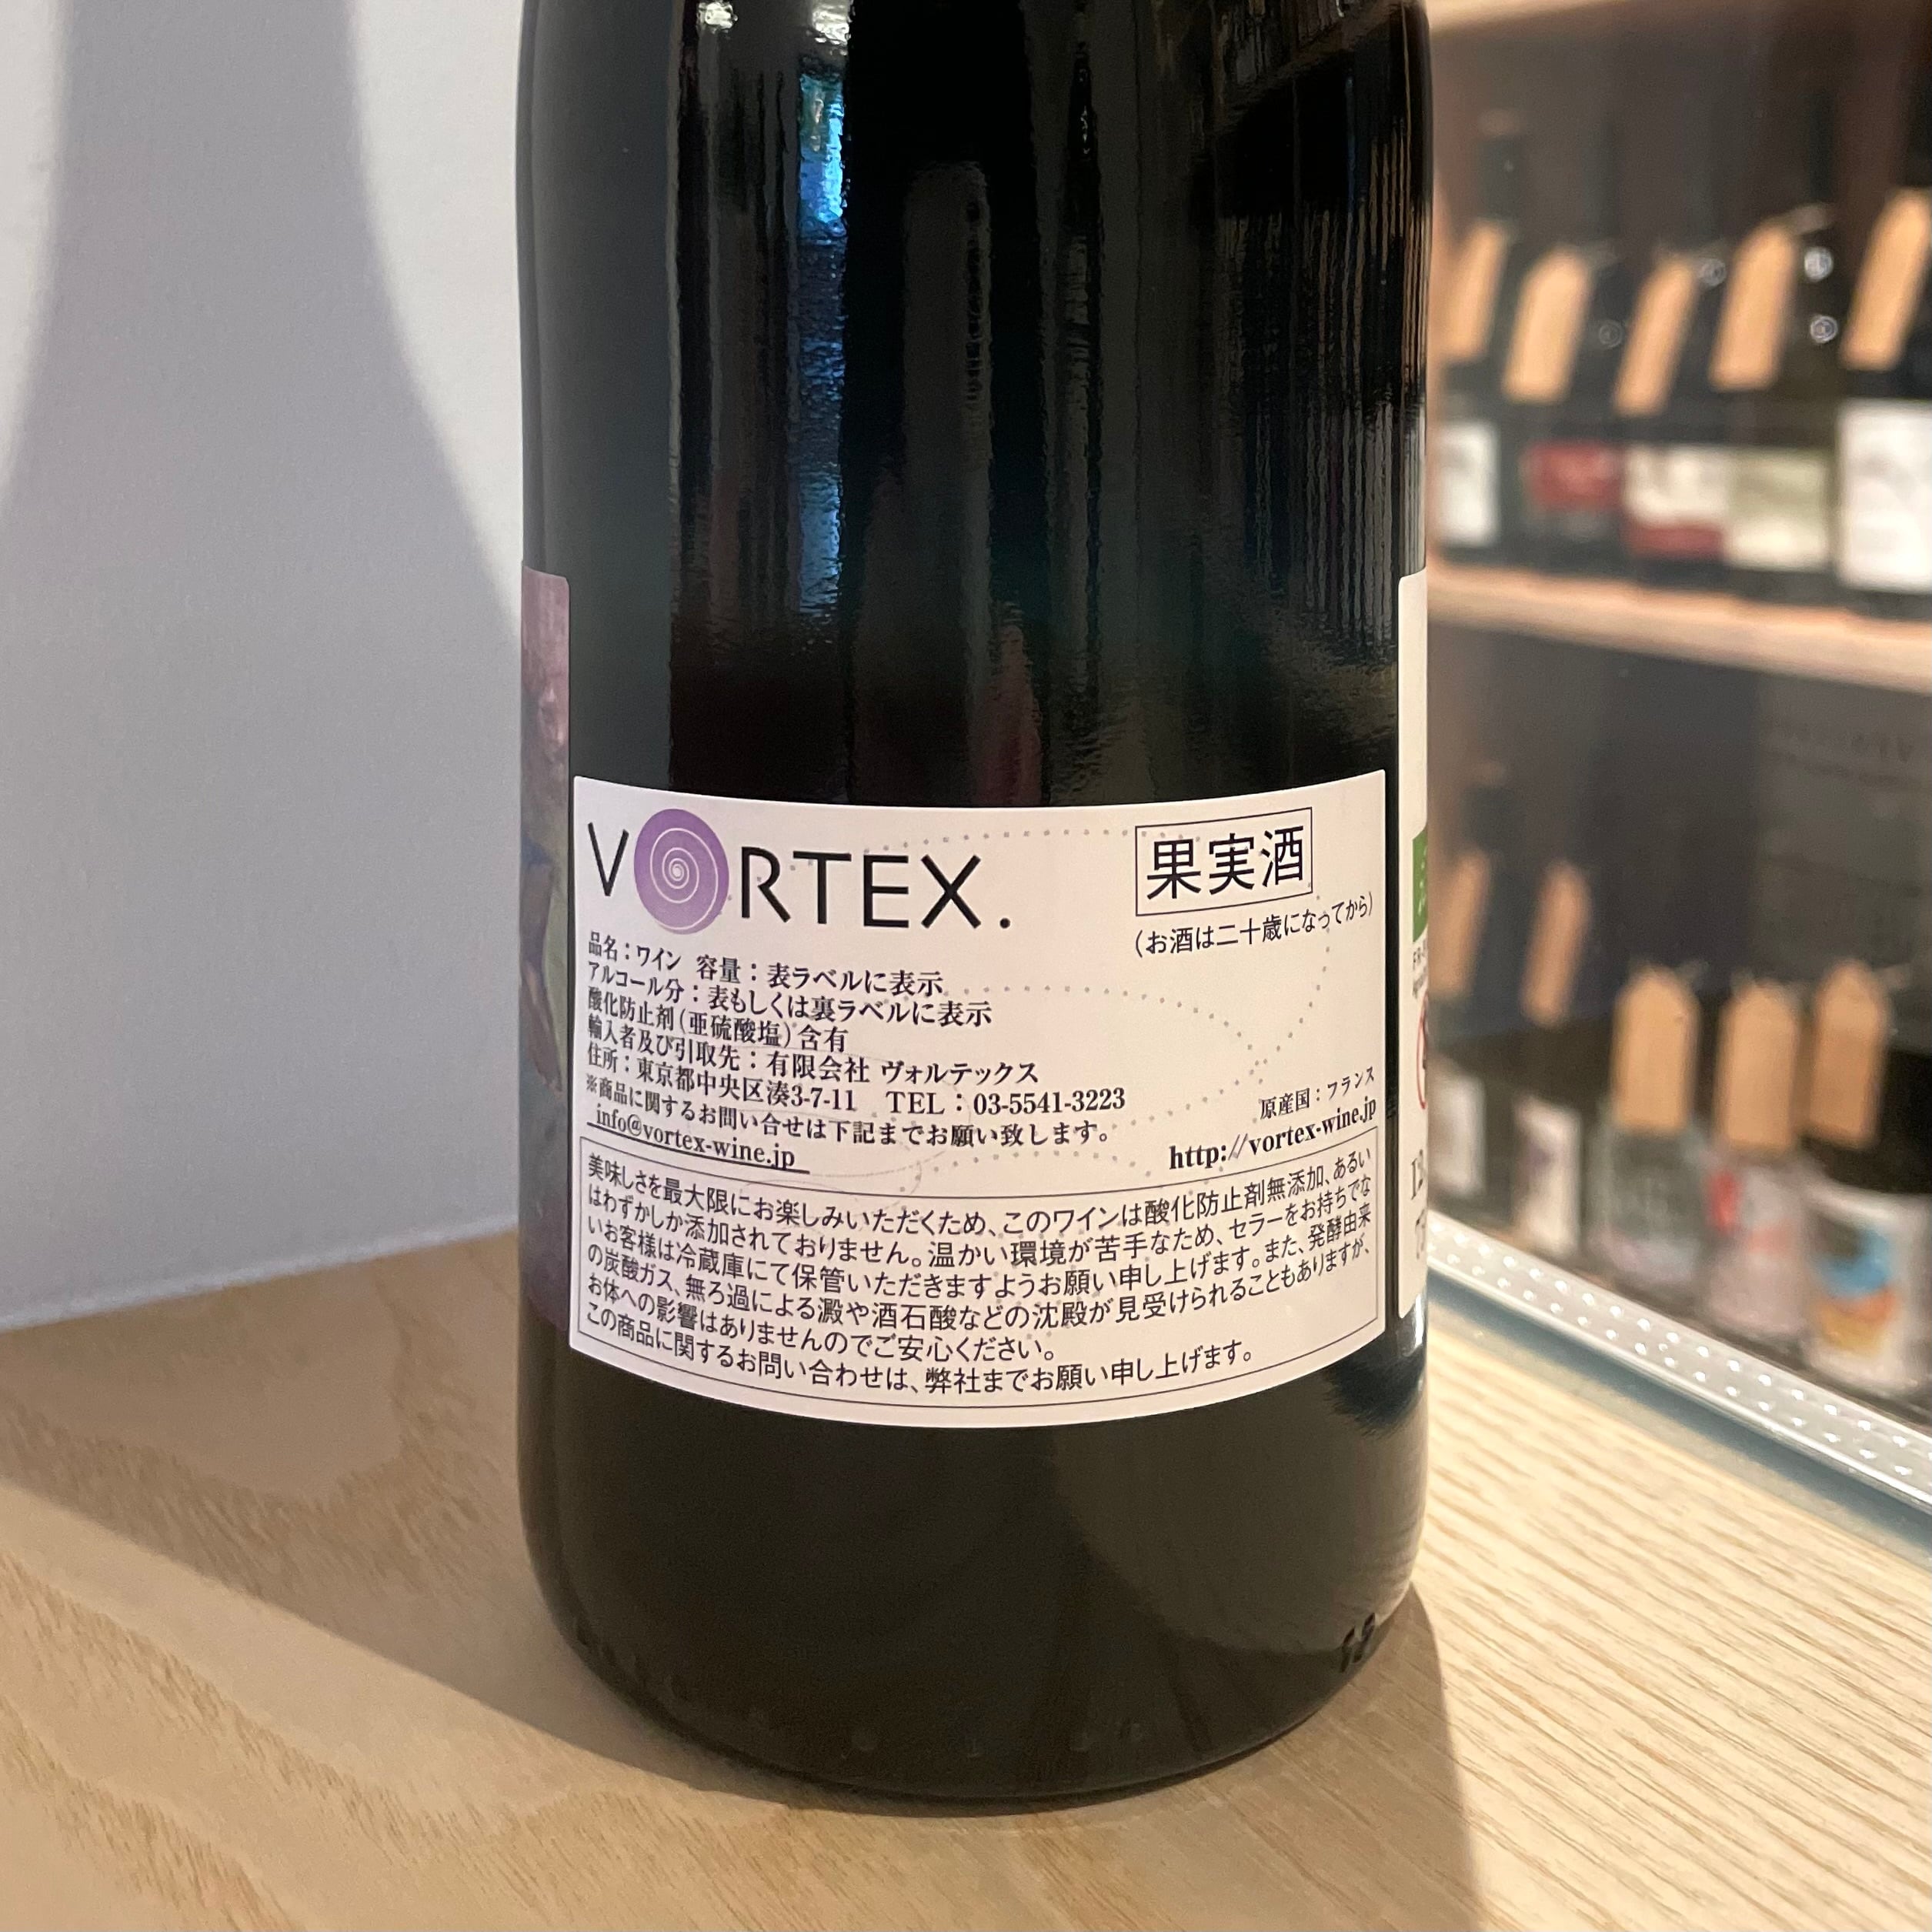 VORTEX.
果実酒
(お酒は二十歳になってから)
品名：ワイン 容量：表ラベルに表示
アルコール分：表もしくは裏ラベルに表示
酸化防止剤(亜硫酸塩)含有
輸入者及び引取先：有限会社 ヴォルテックス
住所：東京都中央区湊3-7-11 TEL：03-5541-3223
※商品に関するお問い合せは下記までお願い致します。
info@vortex-wine.jp
原産国：フランス
http://vortex-wine.jp
美味しさを最大限にお楽しみいただくため、このワインは酸化防止剤無添加、あるい
はわずかしか添加されておりません。温かい環境が苦手なため、セラーをお持ちでな
いお客様は冷蔵庫にて保管いただきますようお願い申し上げます。また、発酵由来
の炭酸ガス、無ろ過による澱や酒石酸などの沈殿が見受けられることもありますが、
お体への影響はありませんのでご安心ください。
この商品に関するお問い合わせは、弊社までお願い申し上げます。